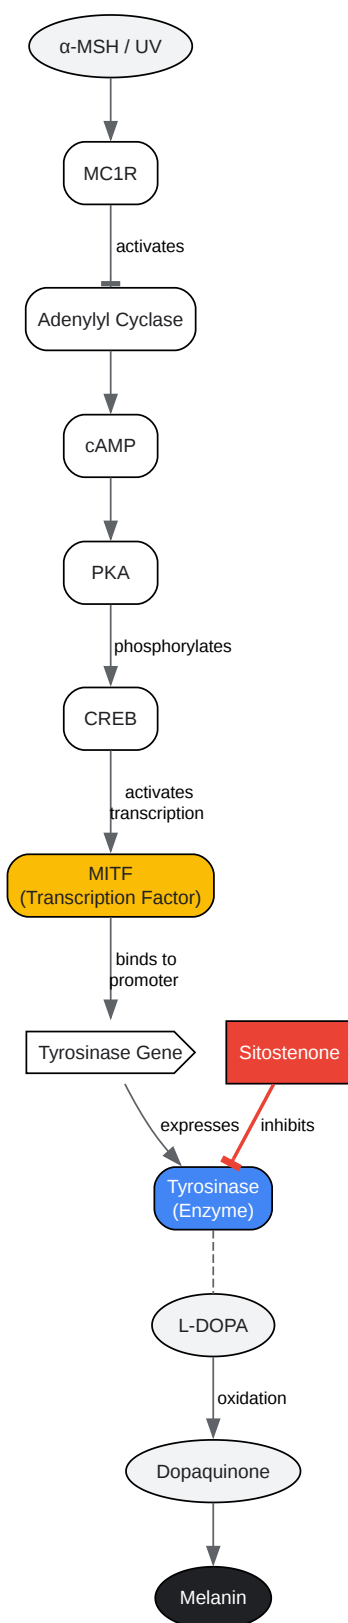 α-MSH / UV
MC1R
activates
Adenylyl Cyclase
cAMP
PKA
phosphorylates
CREB
activates
transcription
MITF
(Transcription Factor)
binds to
promoter
Tyrosinase Gene
Sitostenone
expresses
inhibits
Tyrosinase
(Enzyme)
L-DOPA
oxidation
Dopaquinone
Melanin